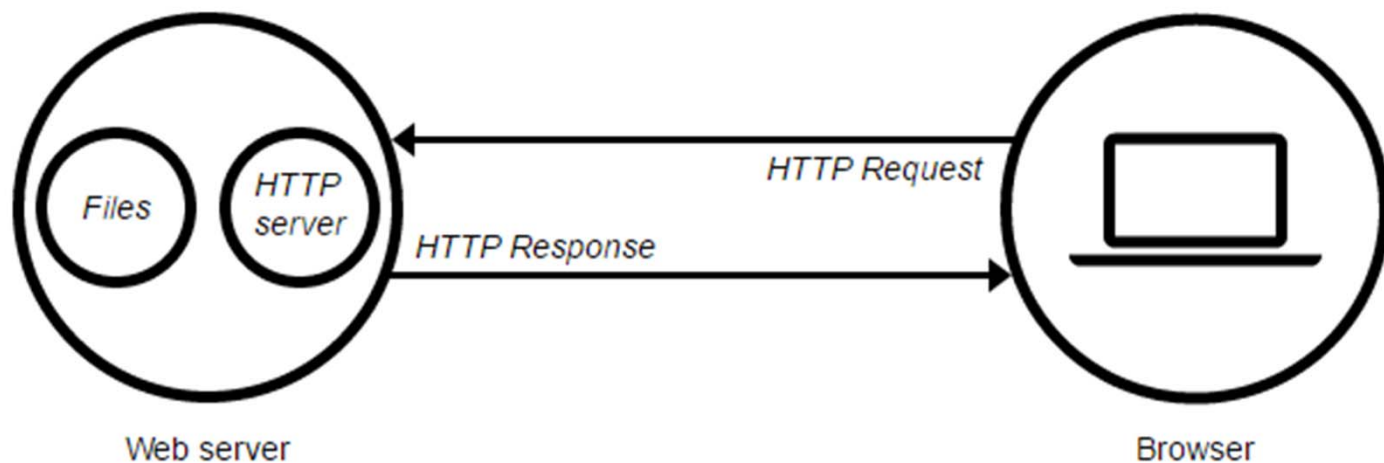 Files
HTTP
server
HTTP Request
HTTP Response
Web server
Browser